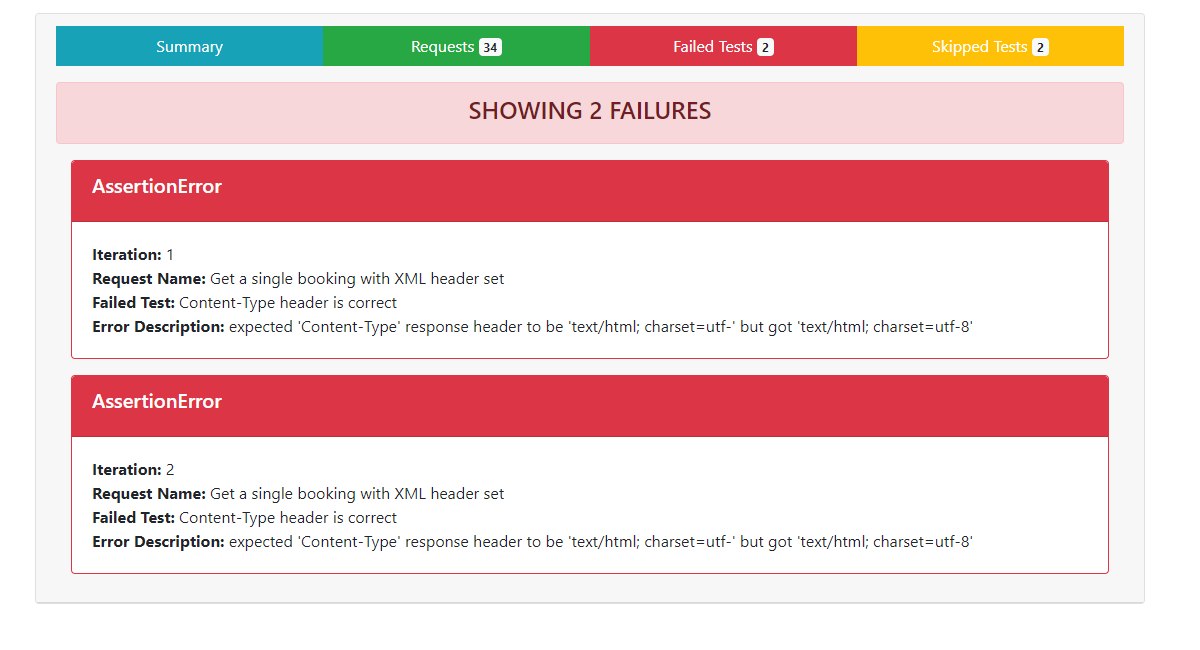 Summary
Requests 34
Failed Tests 2
Skipped Tests 2
SHOWING 2 FAILURES
AssertionError
Iteration: 1
Request Name: Get a single booking with XML header set
Failed Test: Content-Type header is correct
Error Description: expected 'Content-Type' response header to be 'text/html; charset=utf-' but got 'text/html; charset=utf-8'
AssertionError
Iteration: 2
Request Name: Get a single booking with XML header set
Failed Test: Content-Type header is correct
Error Description: expected 'Content-Type' response header to be 'text/html; charset=utf-' but got 'text/html; charset=utf-8'